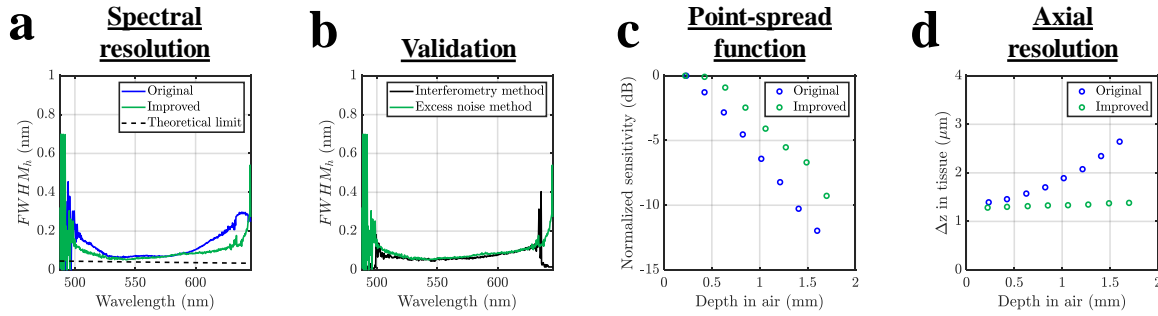 a
Spectral
resolution
1
0.8
0.6
0.4
0.2
0
FWHM_h (nm)
500
550
600
Wavelength (nm)
Original
Improved
Theoretical limit
b
Validation
1
0.8
0.6
0.4
0.2
0
FWHM_h (nm)
500
550
600
Wavelength (nm)
Interferometry method
Excess noise method
c
Point-spread
function
0
-5
-10
-15
Normalized sensitivity (dB)
0
0.5
1
1.5
2
Depth in air (mm)
Original
Improved
d
Axial
resolution
4
3
2
1
0
Δz in tissue (μm)
0
0.5
1
1.5
2
Depth in air (mm)
Original
Improved